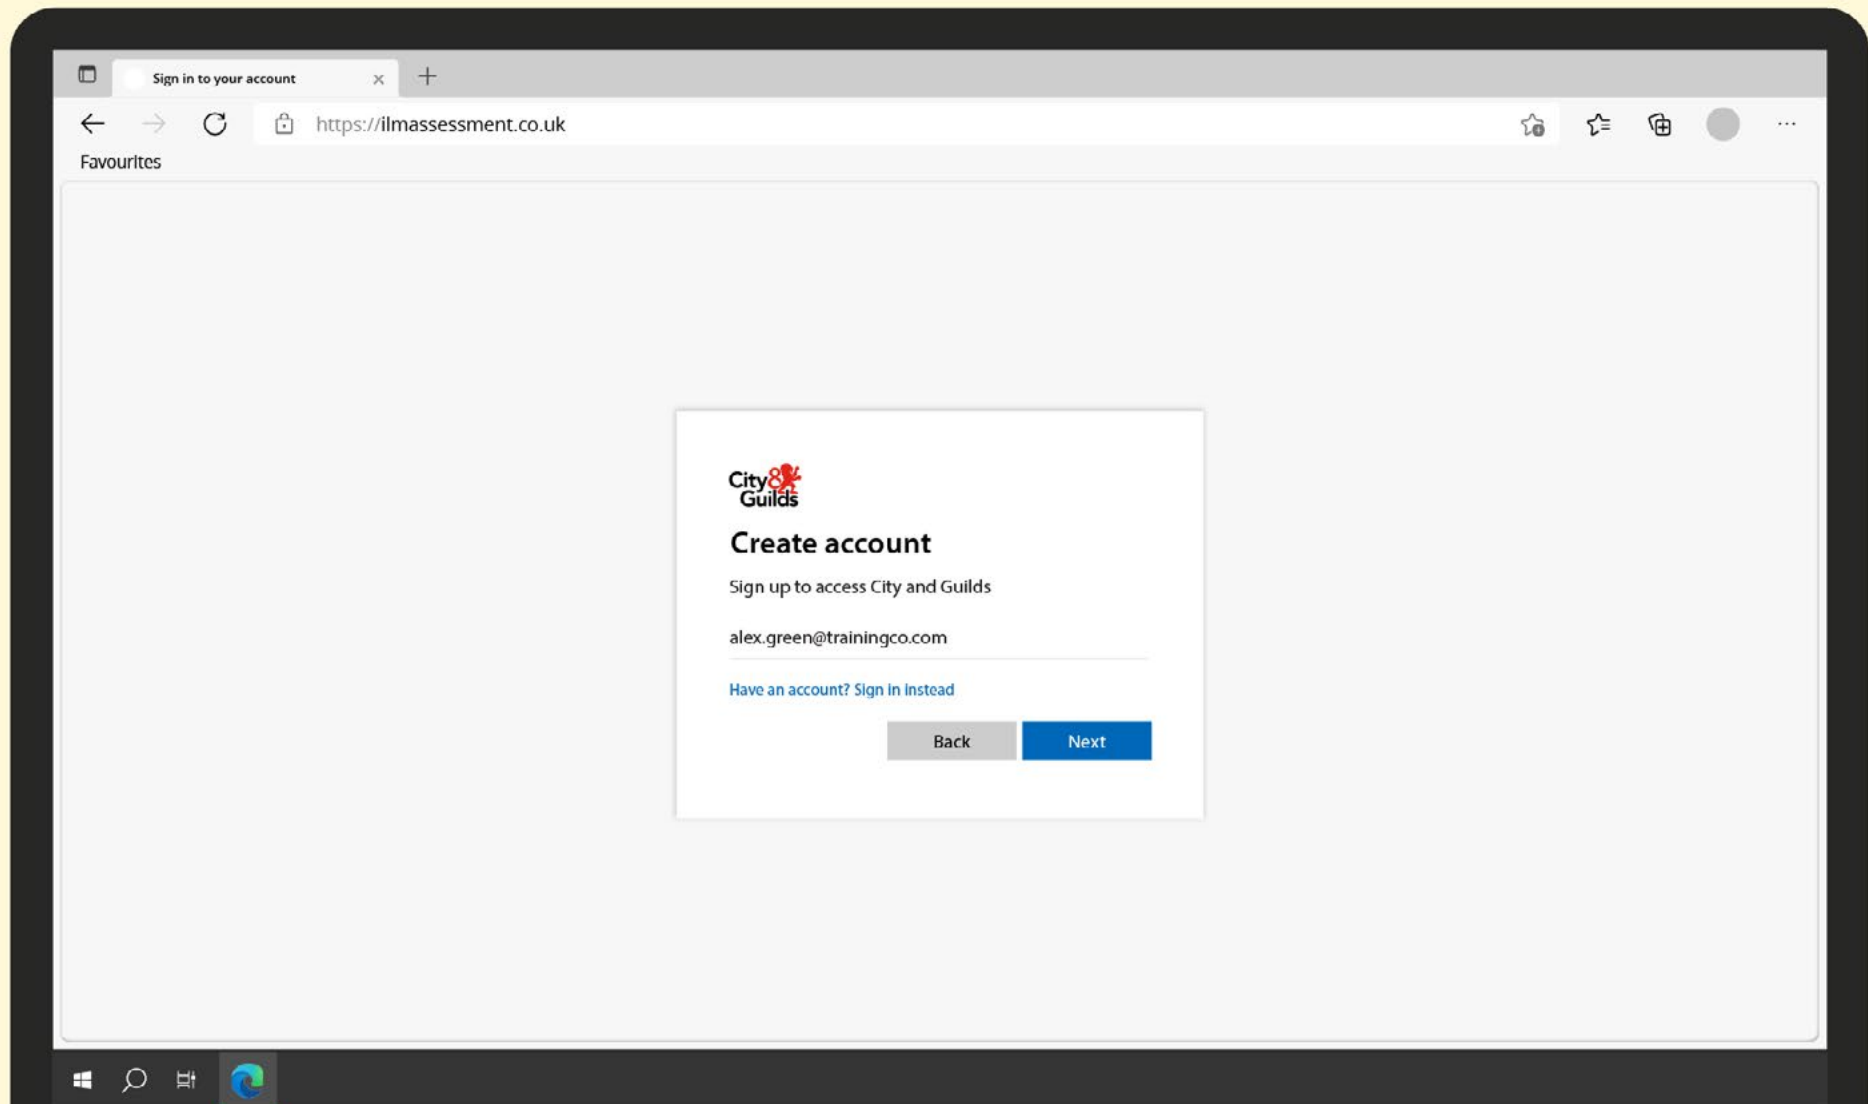 Sign in to your account
https://ilmassessment.co.uk
Favourites
City&
Guilds
Create account
Sign up to access City and Guilds
alex.green@trainingco.com
Have an account? Sign in instead
Back Next